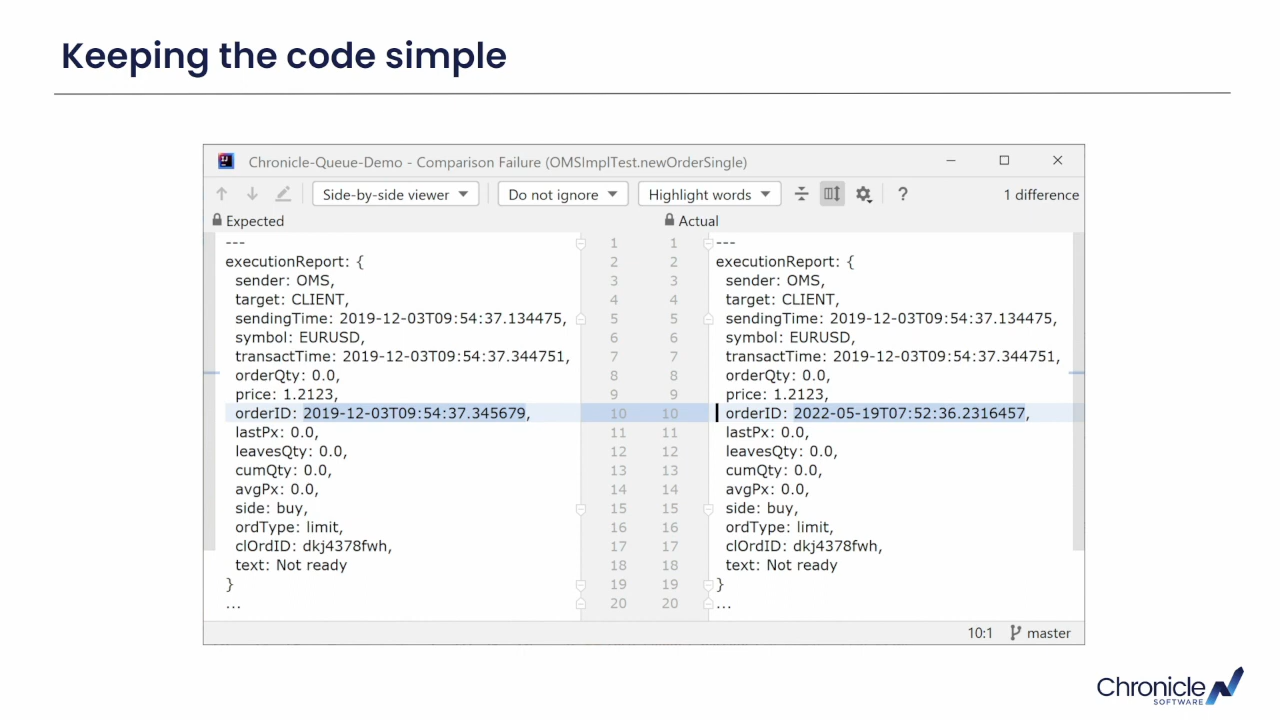 Keeping the code simple
Chronicle-Queue-Demo - Comparison Failure (OMSImplTest.newOrderSingle)
Side-by-side viewer Do not ignore Highlight words ? 1 difference
Expected Actual
--- 1 1 ---
executionReport: { 2 2 executionReport: {
sender: OMS, 3 3 sender: OMS,
target: CLIENT, 4 4 target: CLIENT,
sendingTime: 2019-12-03T09:54:37.134475, 5 5 sendingTime: 2019-12-03T09:54:37.134475,
symbol: EURUSD, 6 6 symbol: EURUSD,
transactTime: 2019-12-03T09:54:37.344751, 7 7 transactTime: 2019-12-03T09:54:37.344751,
orderQty: 0.0, 8 8 orderQty: 0.0,
price: 1.2123, 9 9 price: 1.2123,
orderID: 2019-12-03T09:54:37.345679, 10 10 orderID: 2022-05-19T07:52:36.2316457,
lastPx: 0.0, 11 11 lastPx: 0.0,
leavesQty: 0.0, 12 12 leavesQty: 0.0,
cumQty: 0.0, 13 13 cumQty: 0.0,
avgPx: 0.0, 14 14 avgPx: 0.0,
side: buy, 15 15 side: buy,
ordType: limit, 16 16 ordType: limit,
clOrdID: dkj4378fwh, 17 17 clOrdID: dkj4378fwh,
text: Not ready 18 18 text: Not ready
} 19 19 }
... 20 20 ...
10:1 master
Chronicle
SOFTWARE